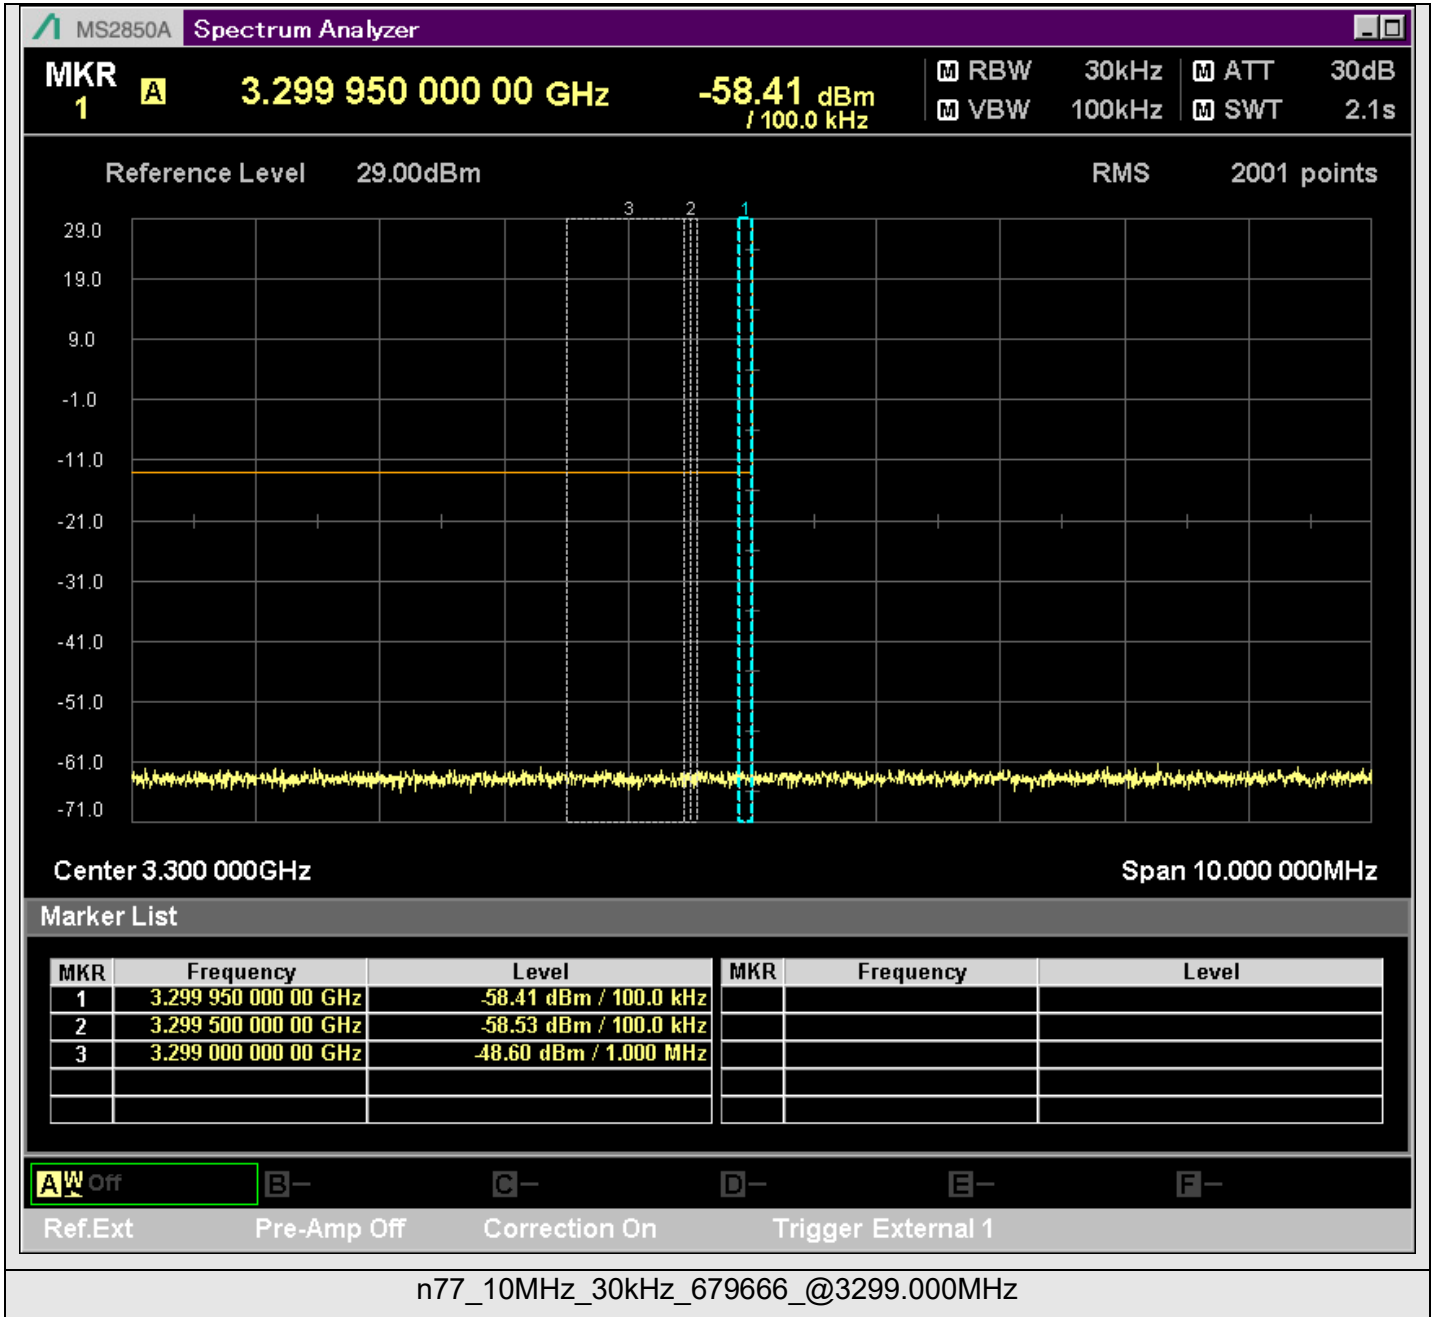 MS2850A Spectrum Analyzer
MKR 1 A 3.299 950 000 00 GHz -58.41 dBm / 100.0 kHz
M RBW 30kHz M ATT 30dB
M VBW 100kHz M SWT 2.1s
Reference Level 29.00dBm RMS 2001 points
3 2 1
29.0
19.0
9.0
-1.0
-11.0
-21.0
-31.0
-41.0
-51.0
-61.0
-71.0
Center 3.300 000GHz Span 10.000 000MHz
Marker List
MKR Frequency Level MKR Frequency Level
1 3.299 950 000 00 GHz -58.41 dBm / 100.0 kHz
2 3.299 500 000 00 GHz -58.53 dBm / 100.0 kHz
3 3.299 000 000 00 GHz -48.60 dBm / 1.000 MHz
A W Off B - C - D - E - F -
Ref.Ext Pre-Amp Off Correction On Trigger External 1
n77_10MHz_30kHz_679666_@3299.000MHz